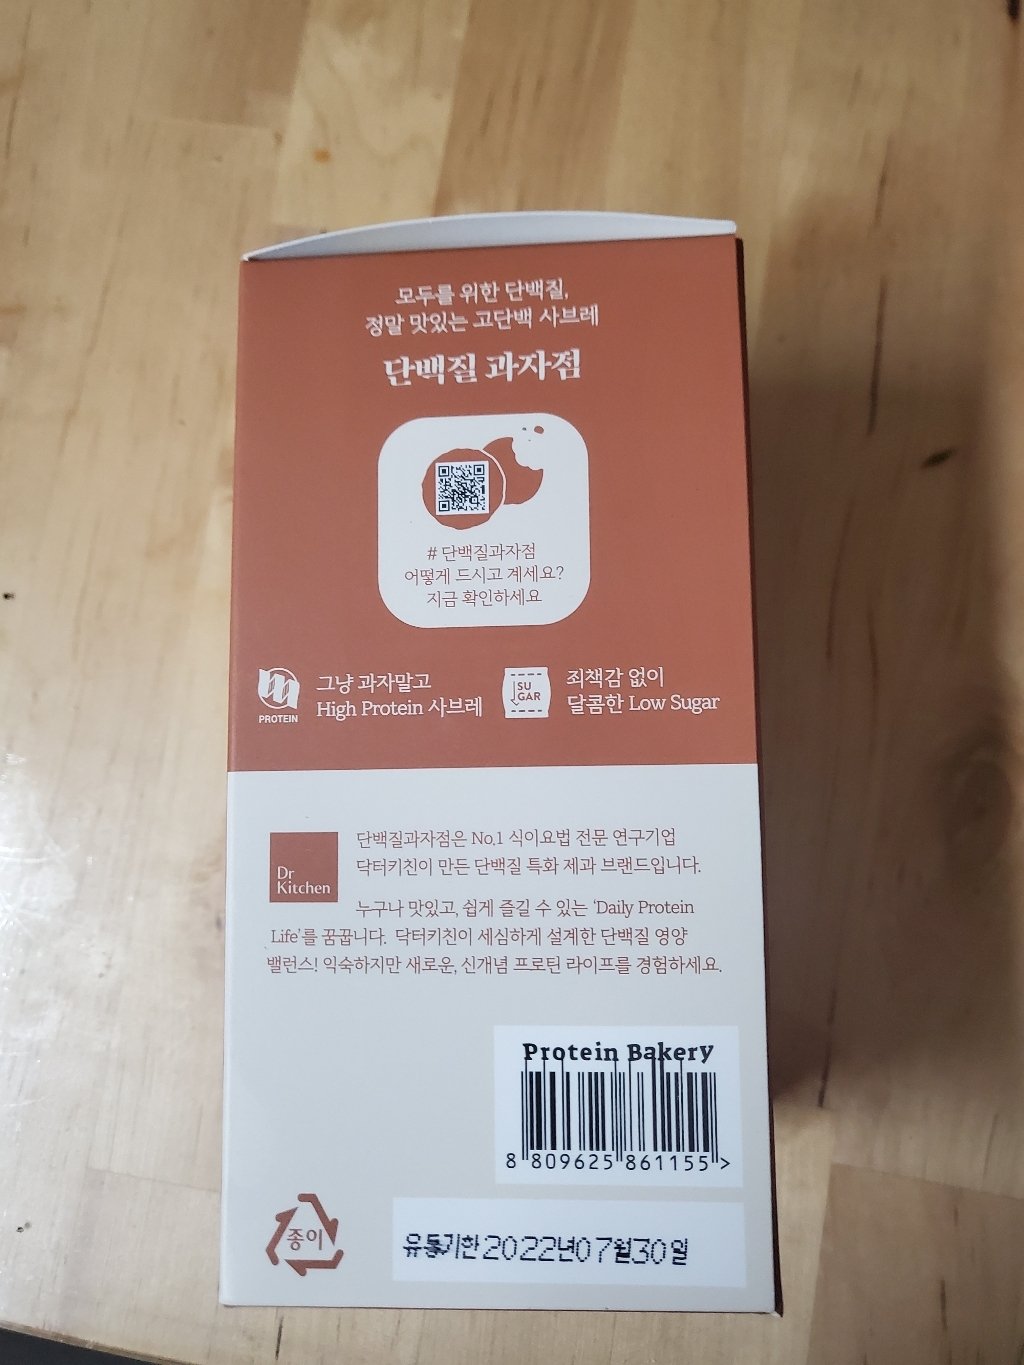 모두를 위한 단백질,
정말 맛있는 고단백 사브레
단백질 과자점
# 단백질과자점
어떻게 드시고 계세요?
지금 확인하세요
PROTEIN
그냥 과자말고
High Protein 사브레
SU
GAR
죄책감 없이
달콤한 Low Sugar
Dr
Kitchen
단백질과자점은 No.1 식이요법 전문 연구기업
닥터키친이 만든 단백질 특화 제과 브랜드입니다.
누구나 맛있고, 쉽게 즐길 수 있는 ‘Daily Protein
Life’를 꿈꿉니다. 닥터키친이 세심하게 설계한 단백질 영양
밸런스! 익숙하지만 새로운, 신개념 프로틴 라이프를 경험하세요.
Protein Bakery
8 809625 861155 >
종이
유통기한2022년07월30일